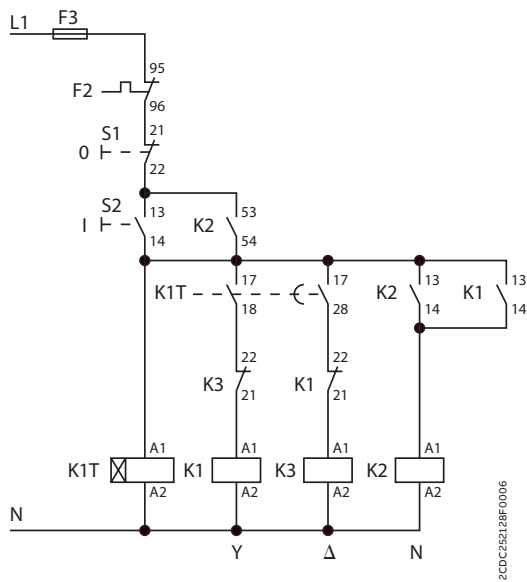 L1 F3
95
F2
96
S1 21
0
22
S2 13 53
I K2
14 54
17 17 13 13
K1T K2 K1
18 28 14 14
22 22
K3 K1
21 21
A1 A1 A1 A1
K1T K1 K3 K2
A2 A2 A2 A2
N
Y Δ N
2CDC252128F0006